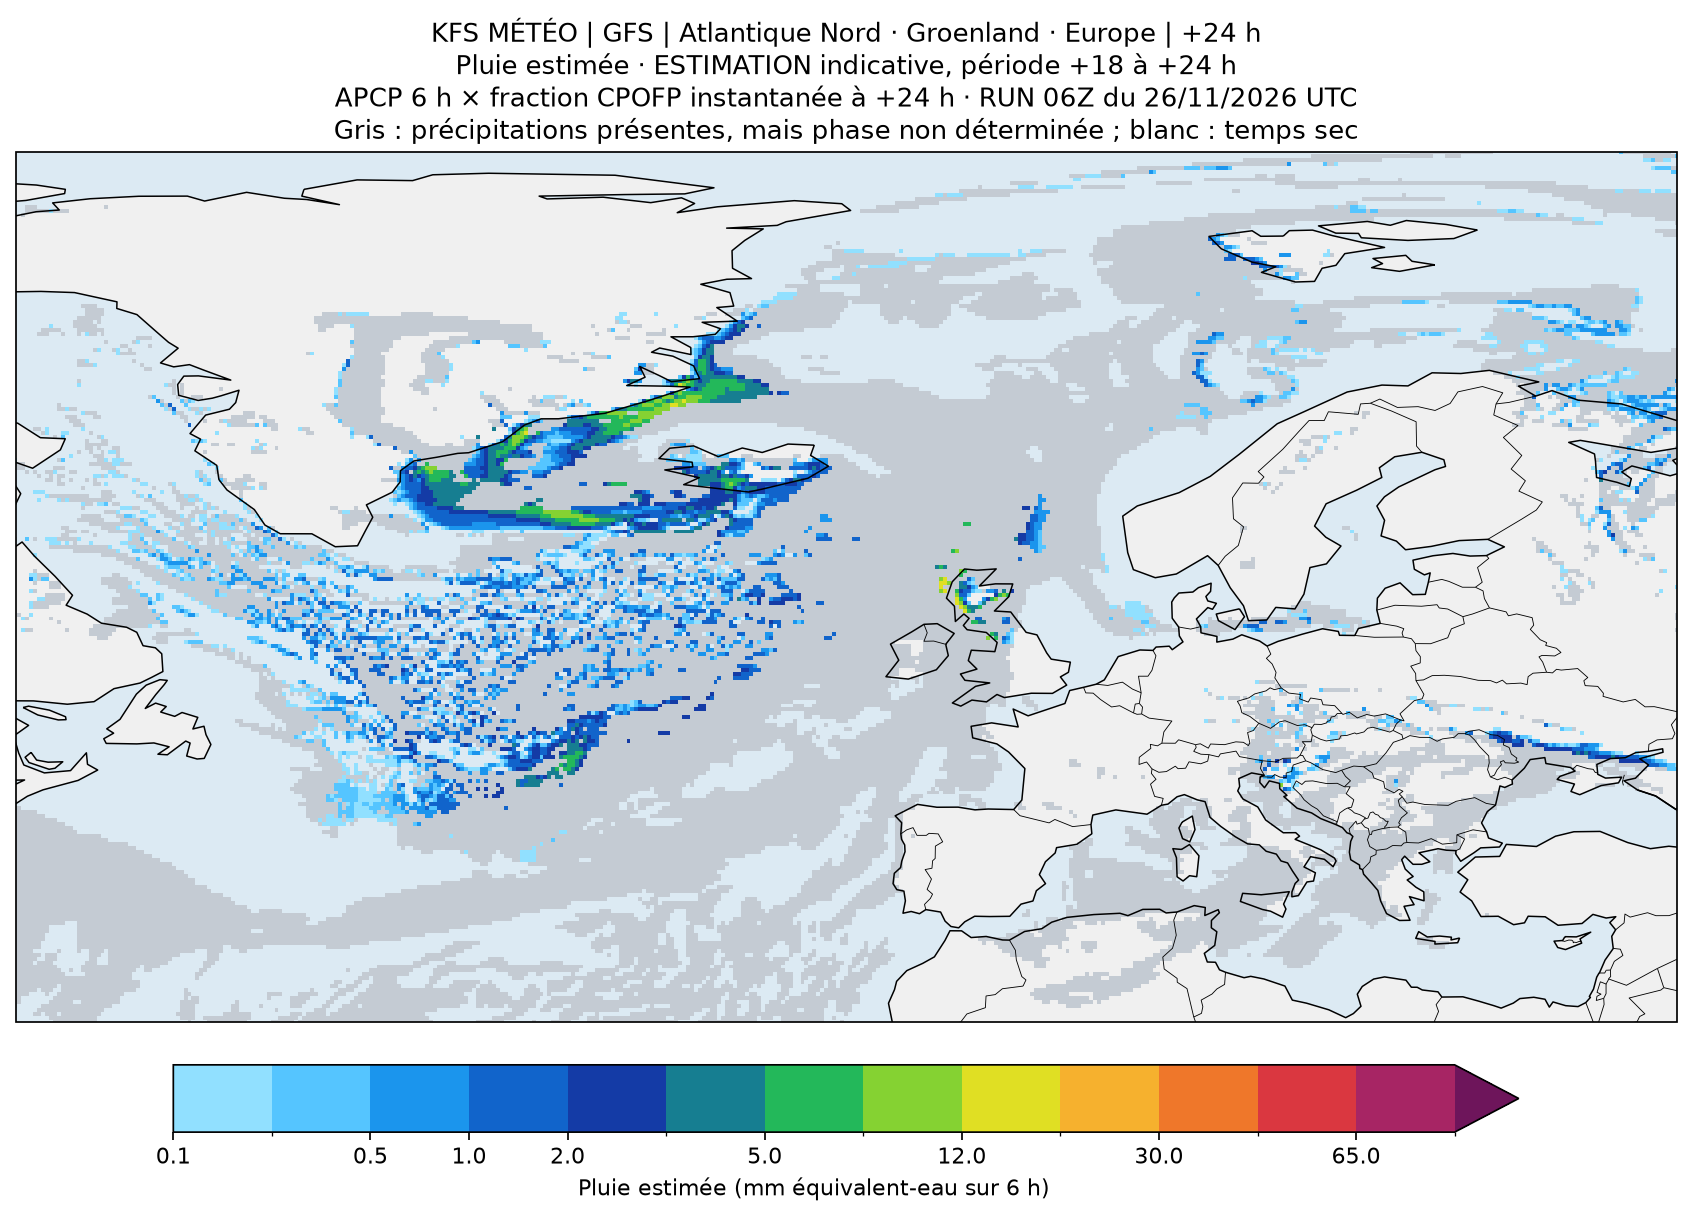 KFS MÉTÉO | GFS | Atlantique Nord · Groenland · Europe | +24 h
Pluie estimée · ESTIMATION indicative, période +18 à +24 h
APCP 6 h × fraction CPOFP instantanée à +24 h · RUN 06Z du 26/11/2026 UTC
Gris : précipitations présentes, mais phase non déterminée ; blanc : temps sec
0.1 0.5 1.0 2.0 5.0 12.0 30.0 65.0
Pluie estimée (mm équivalent-eau sur 6 h)